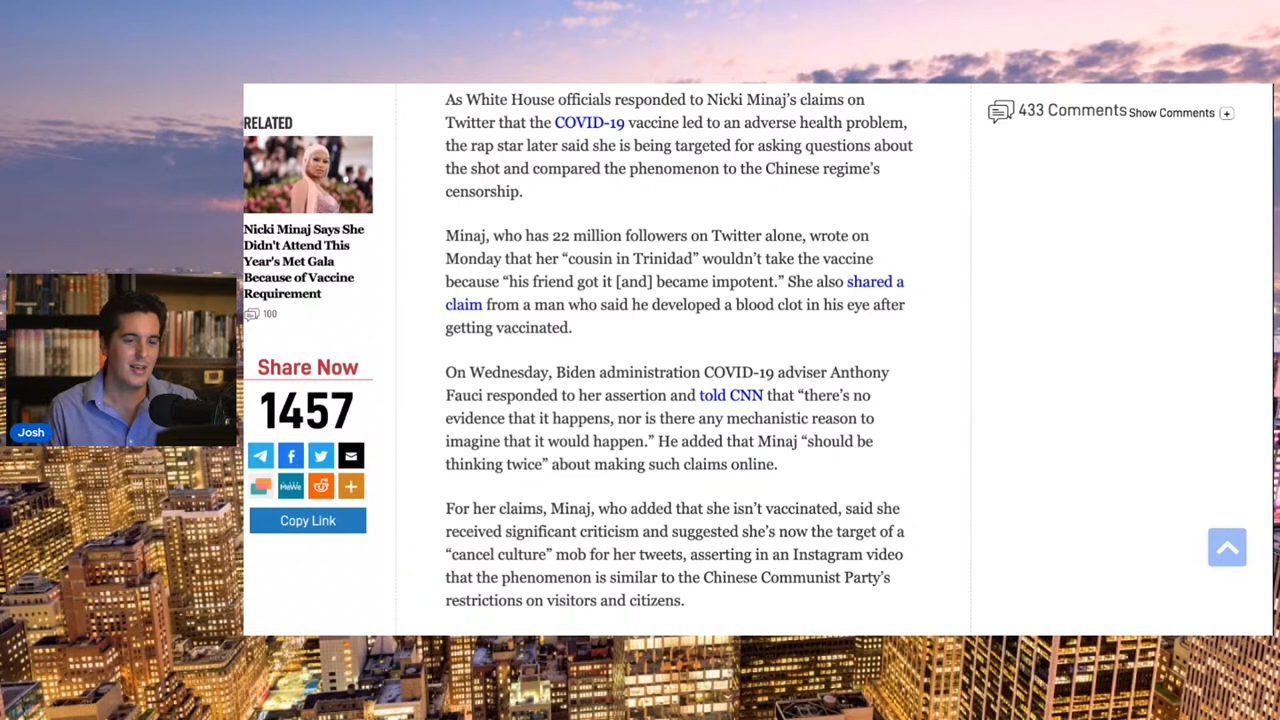 RELATED
Nicki Minaj Says She
Didn't Attend This
Year's Met Gala
Because of Vaccine
Requirement
100
Share Now
1457
MeWe
Copy Link
Josh
As White House officials responded to Nicki Minaj’s claims on
Twitter that the COVID-19 vaccine led to an adverse health problem,
the rap star later said she is being targeted for asking questions about
the shot and compared the phenomenon to the Chinese regime’s
censorship.
Minaj, who has 22 million followers on Twitter alone, wrote on
Monday that her “cousin in Trinidad” wouldn’t take the vaccine
because “his friend got it [and] became impotent.” She also shared a
claim from a man who said he developed a blood clot in his eye after
getting vaccinated.
On Wednesday, Biden administration COVID-19 adviser Anthony
Fauci responded to her assertion and told CNN that “there’s no
evidence that it happens, nor is there any mechanistic reason to
imagine that it would happen.” He added that Minaj “should be
thinking twice” about making such claims online.
For her claims, Minaj, who added that she isn’t vaccinated, said she
received significant criticism and suggested she’s now the target of a
“cancel culture” mob for her tweets, asserting in an Instagram video
that the phenomenon is similar to the Chinese Communist Party’s
restrictions on visitors and citizens.
433 Comments Show Comments +